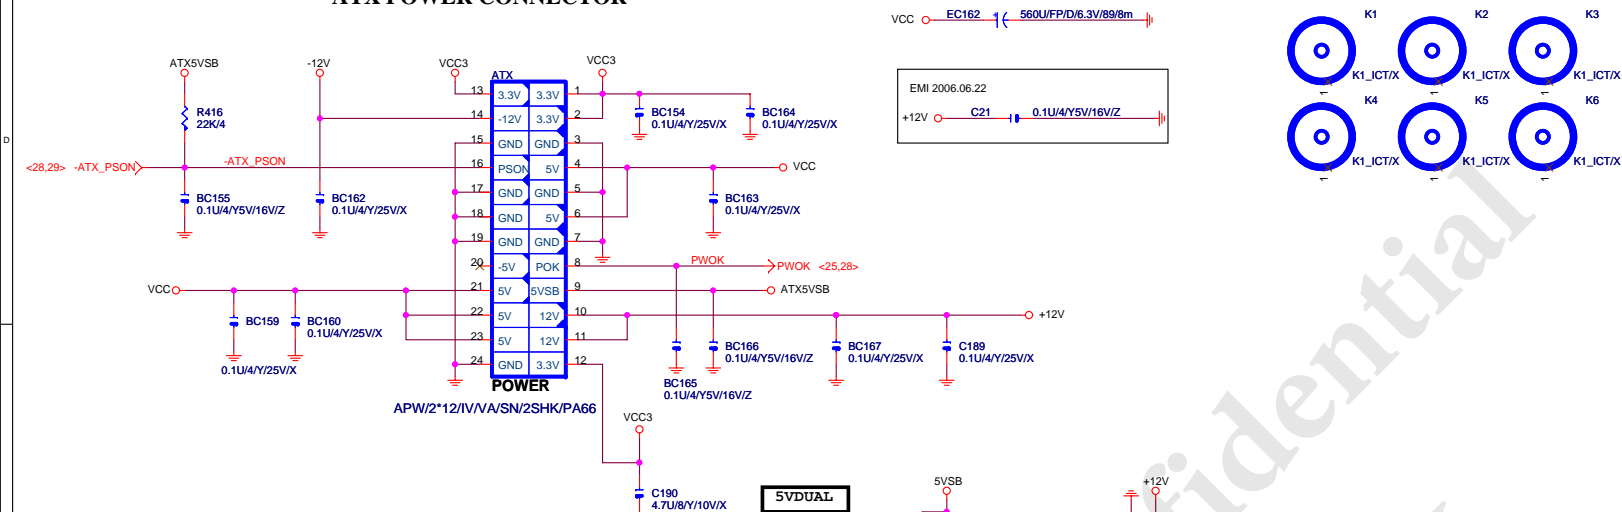 ATX POWER CONNECTOR
VCC EC162 560U/FP/D/6.3V/89/8m
K1 K2 K3
K1_ICT/X K1_ICT/X K1_ICT/X
1 1 1
K4 K5 K6
K1_ICT/X K1_ICT/X K1_ICT/X
1 1 1
EMI 2006.06.22
+12V C21 0.1U/4/Y5V/16V/Z
D
ATX5VSB -12V VCC3 VCC3
ATX
R416
22K/4
13 3.3V 3.3V 1
14 -12V 3.3V 2
15 GND GND 3
16 PSON 5V 4
17 GND GND 5
18 GND 5V 6
19 GND GND 7
20 -5V POK 8
21 5V 5VSB 9
22 5V 12V 10
23 5V 12V 11
24 GND 3.3V 12
POWER
APW/2*12/IV/VA/SN/2SHK/PA66
BC154
0.1U/4/Y/25V/X
BC164
0.1U/4/Y/25V/X
<28,29> -ATX_PSON
-ATX_PSON
VCC
BC155
0.1U/4/Y5V/16V/Z
BC162
0.1U/4/Y/25V/X
BC163
0.1U/4/Y/25V/X
PWOK PWOK <25,28>
VCC
ATX5VSB
+12V
BC159
0.1U/4/Y/25V/X
BC160
0.1U/4/Y/25V/X
BC165
0.1U/4/Y5V/16V/Z
BC166
0.1U/4/Y5V/16V/Z
BC167
0.1U/4/Y/25V/X
C189
0.1U/4/Y/25V/X
VCC3
C190
4.7U/8/Y/10V/X
5VDUAL
5VSB
+12V
fidential